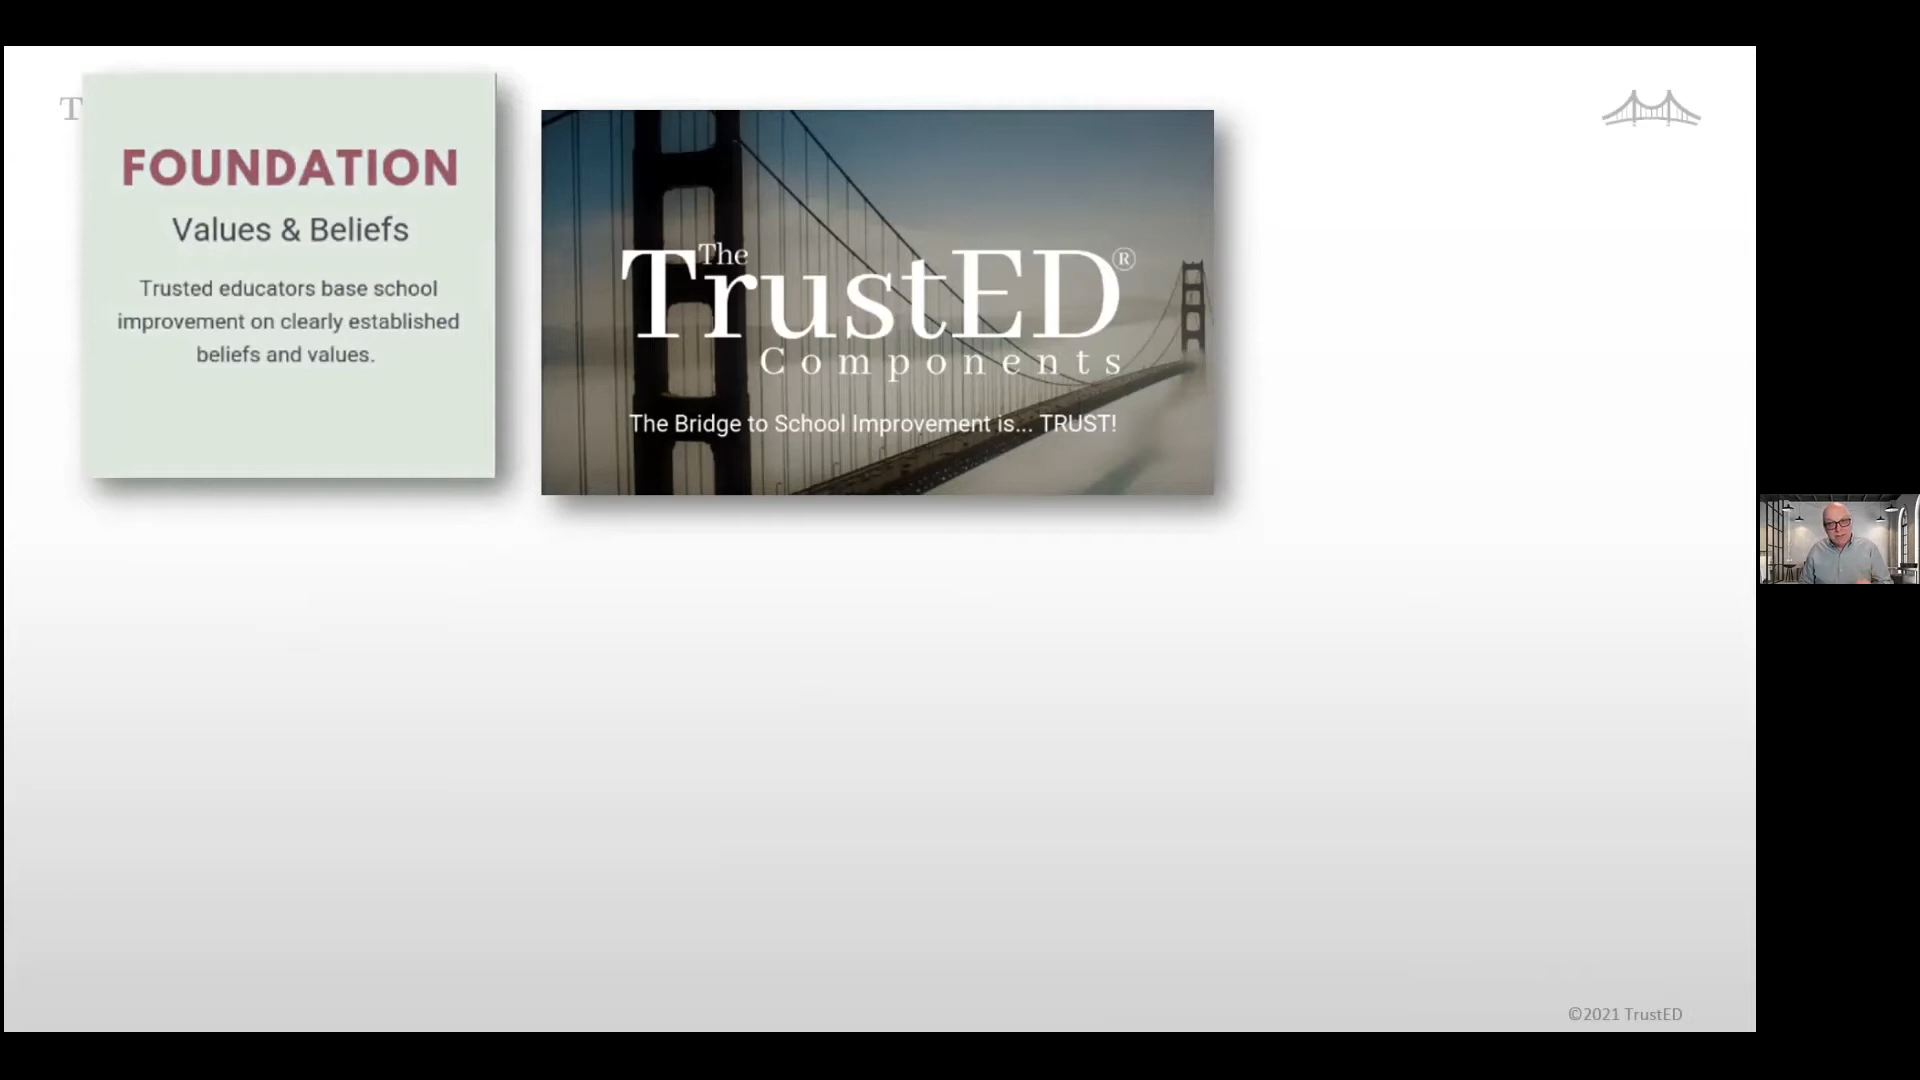 T
FOUNDATION
Values & Beliefs
Trusted educators base school
improvement on clearly established
beliefs and values.
The
TrustED®
Components
The Bridge to School Improvement is... TRUST!
©2021 TrustED